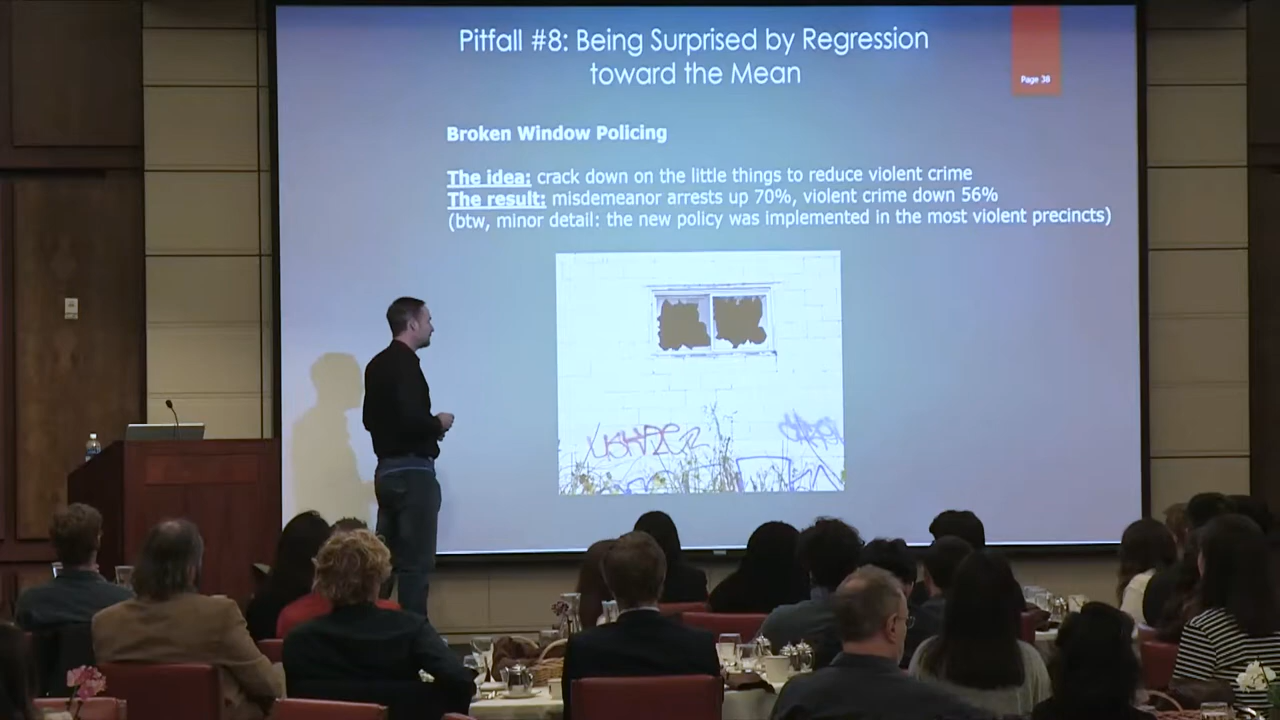 Pitfall #8: Being Surprised by Regression
toward the Mean
Page 38
Broken Window Policing
The idea: crack down on the little things to reduce violent crime
The result: misdemeanor arrests up 70%, violent crime down 56%
(btw, minor detail: the new policy was implemented in the most violent precincts)